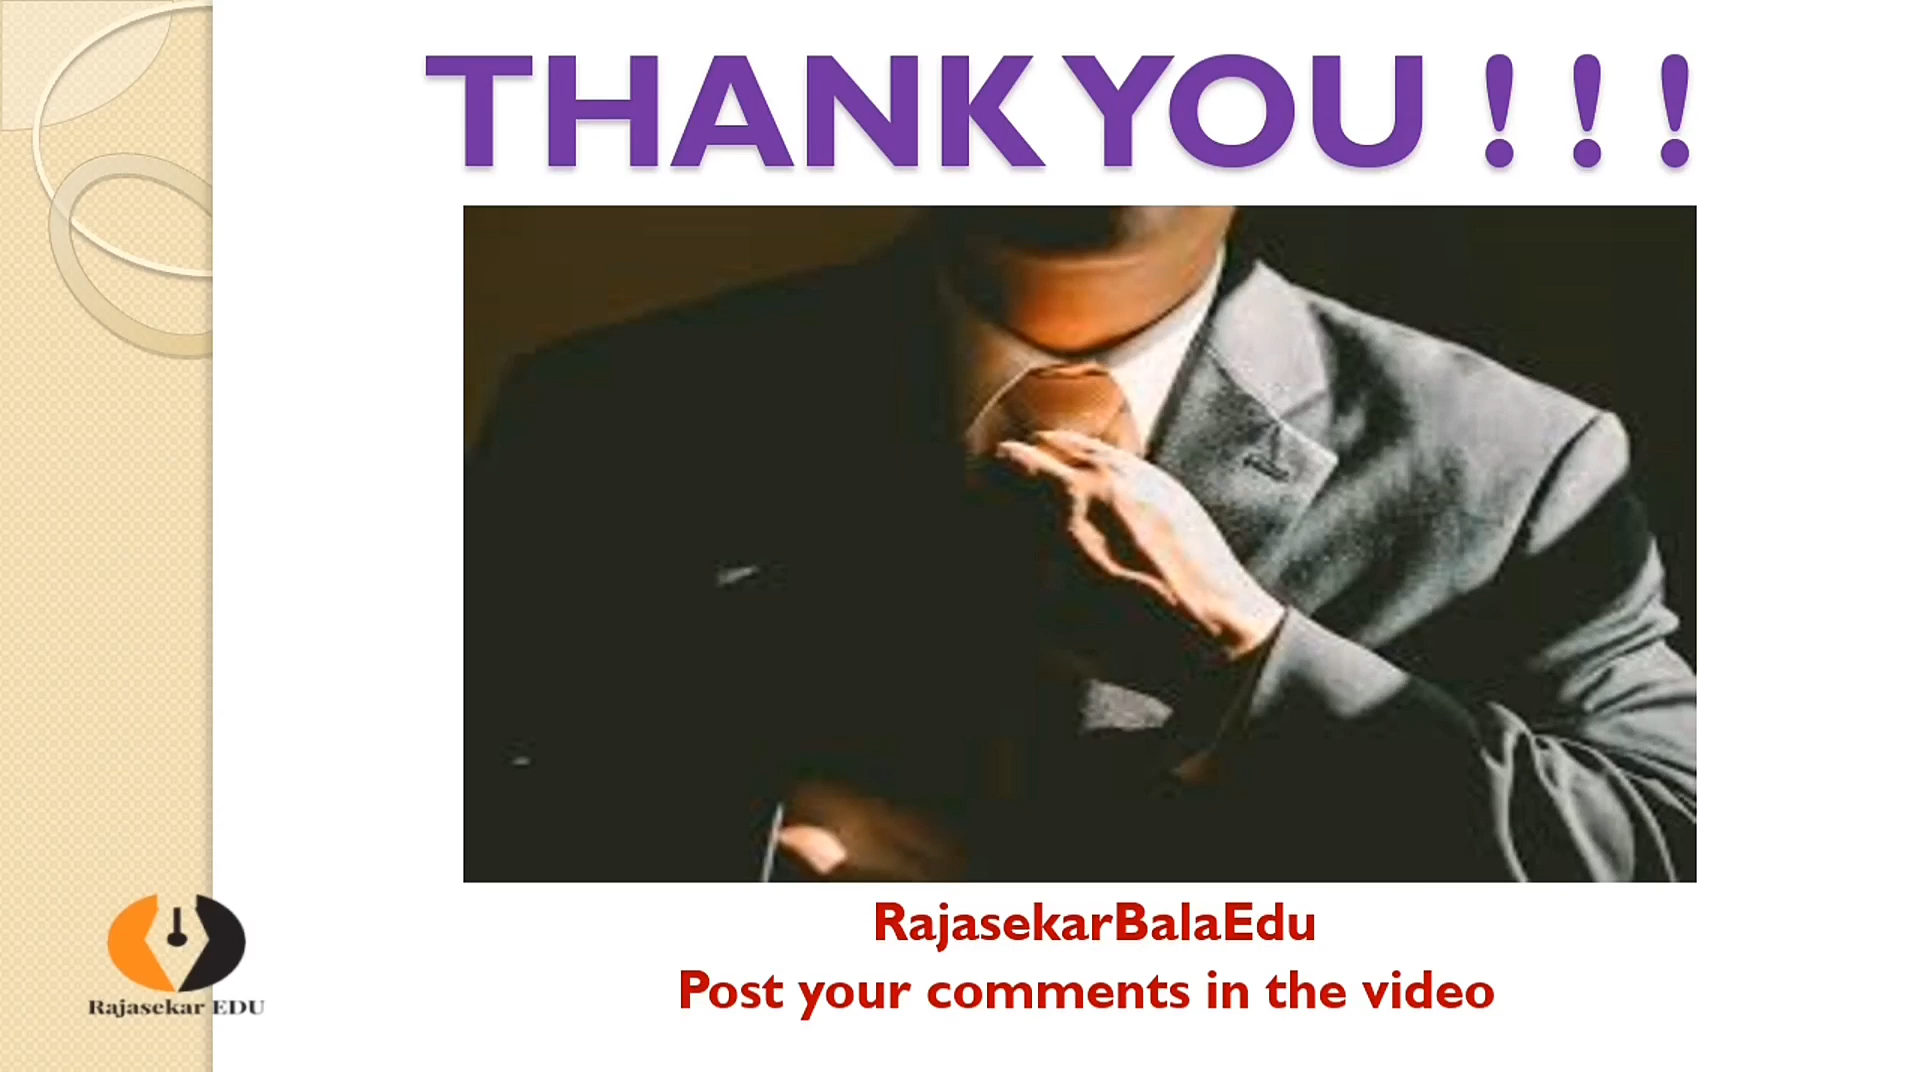 THANK YOU ! ! !
RajasekarBalaEdu
Post your comments in the video
Rajasekar EDU